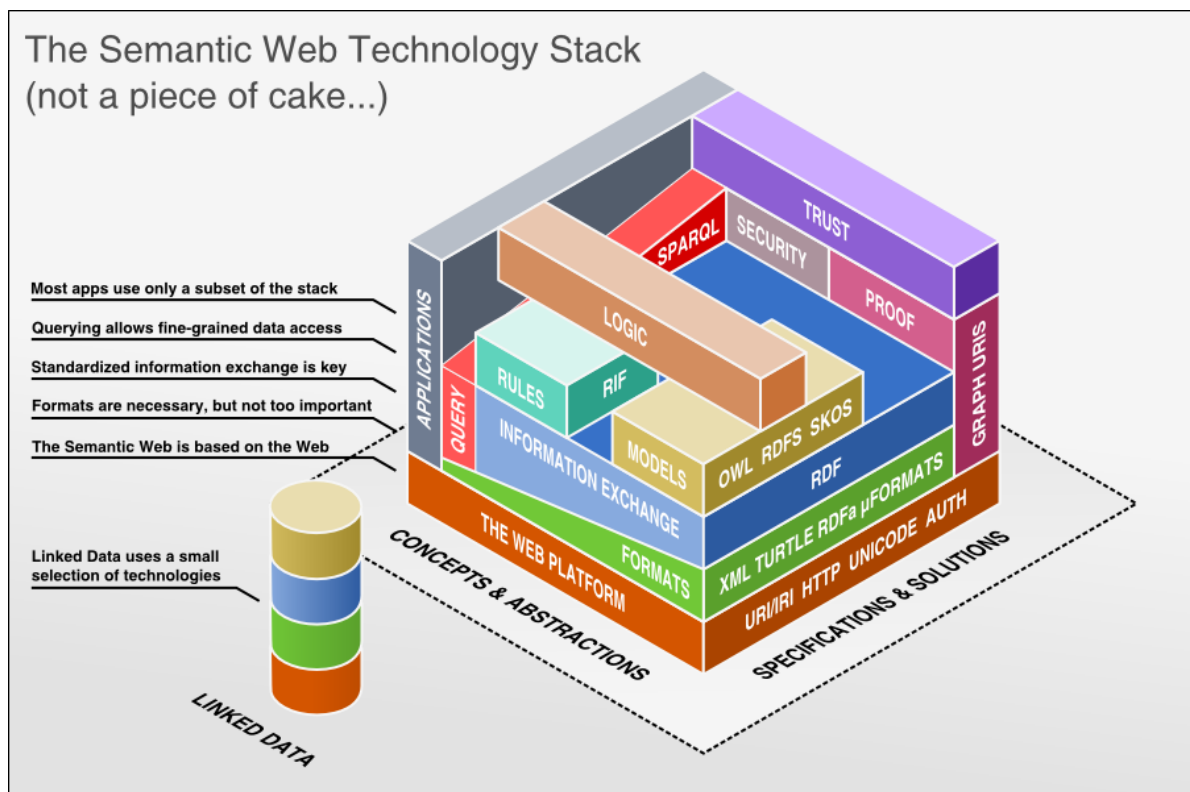 The Semantic Web Technology Stack
(not a piece of cake...)
Most apps use only a subset of the stack
Querying allows fine-grained data access
Standardized information exchange is key
Formats are necessary, but not too important
The Semantic Web is based on the Web
Linked Data uses a small
selection of technologies
LINKED DATA
APPLICATIONS
QUERY
TRUST
SPARQL
SECURITY
PROOF
GRAPH URIS
LOGIC
RULES
RIF
MODELS
OWL RDFS SKOS
INFORMATION EXCHANGE
RDF
FORMATS
XML TURTLE RDFa μFORMATS
THE WEB PLATFORM
URI/IRI HTTP UNICODE AUTH
CONCEPTS & ABSTRACTIONS
SPECIFICATIONS & SOLUTIONS